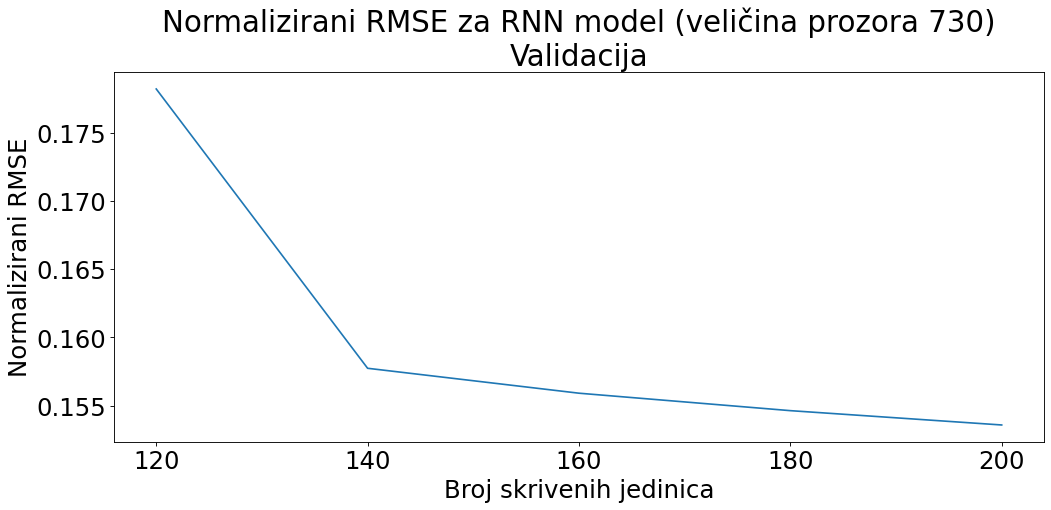 Normalizirani RMSE za RNN model (veličina prozora 730)
Validacija
Normalizirani RMSE
0.175
0.170
0.165
0.160
0.155
120
140
160
180
200
Broj skrivenih jedinica